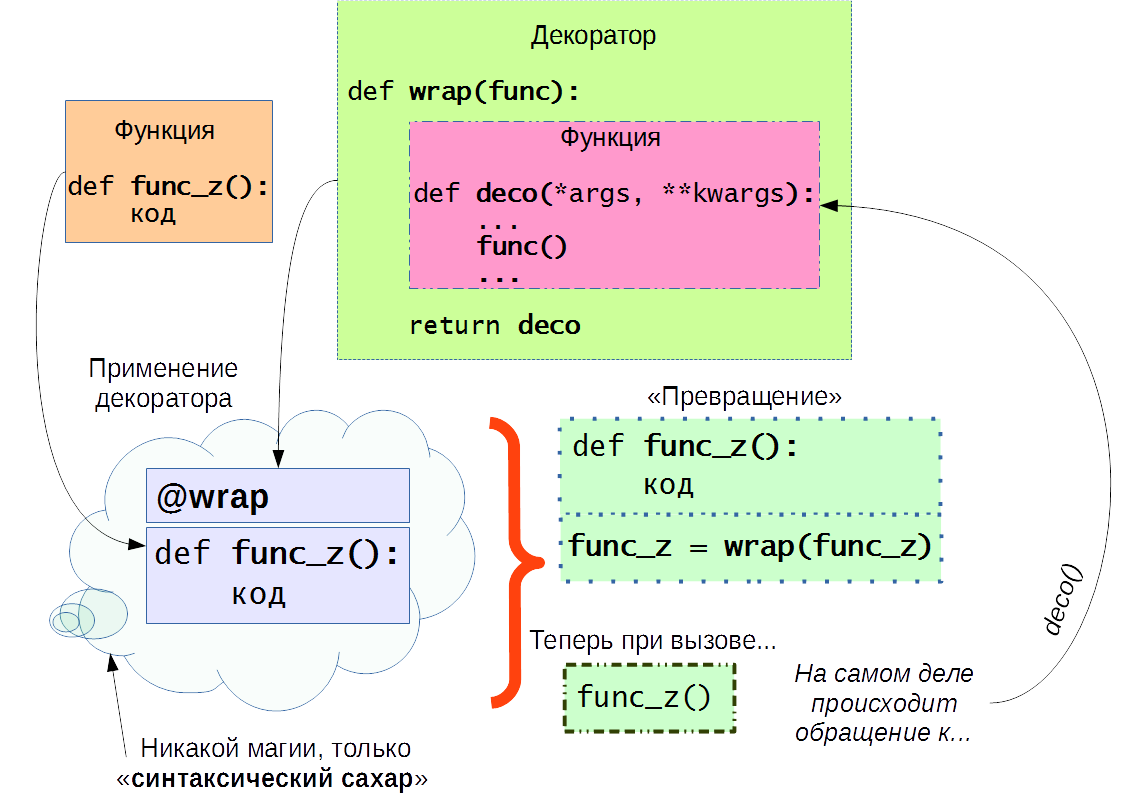 Декоратор
def wrap(func):
Функция
def deco(*args, **kwargs):
...
func()
...
return deco
Функция
def func_z():
код
Применение
декоратора
@wrap
def func_z():
код
Никакой магии, только
«синтаксический сахар»
«Превращение»
def func_z():
код
func_z = wrap(func_z)
Теперь при вызове...
func_z()
На самом деле
происходит
обращение к...
deco()